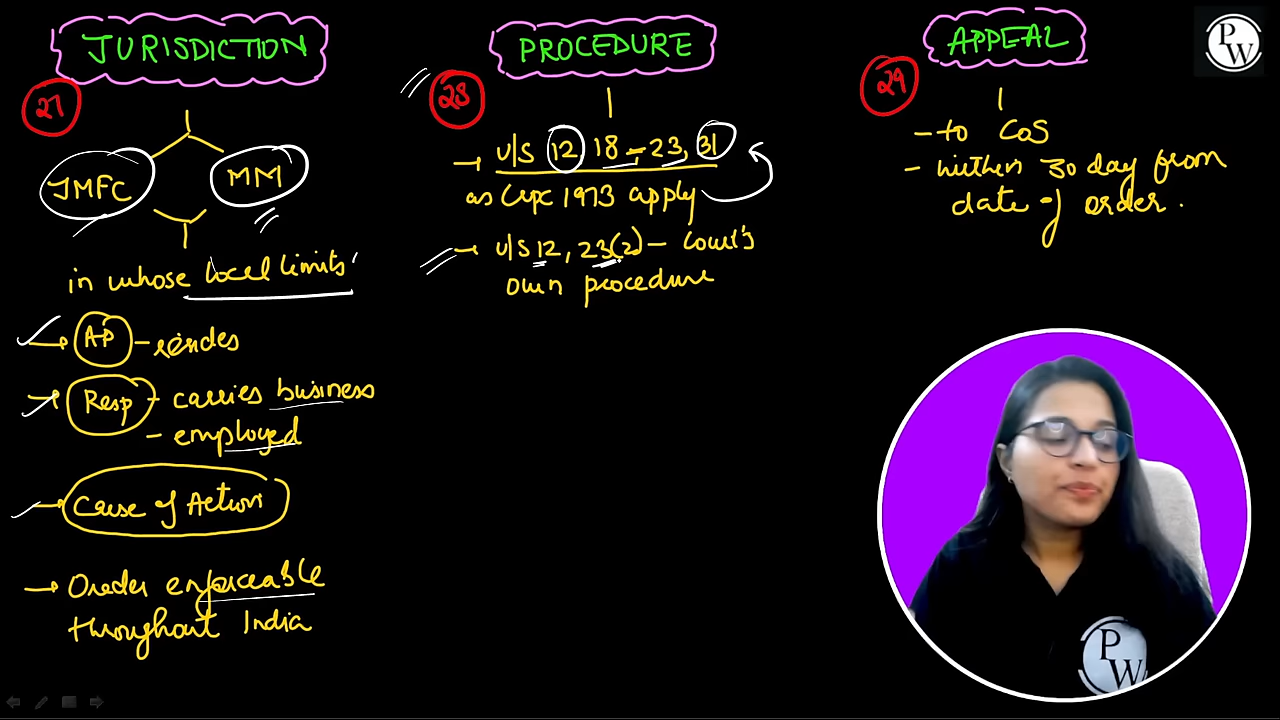 JURISDICTION
27
JMFC MM
in whose local limits
→ AP - resides
→ Resp - carries business
- employed
→ Cause of Action
→ Order enforceable
throughout India
PROCEDURE
28
→ u/s 12 18 - 23, 31
as CrPC 1973 apply
→ u/s 12, 23(2) - Court's
own procedure
APPEAL
29
- to CoS
- within 30 day from
date of order.
PW
PW